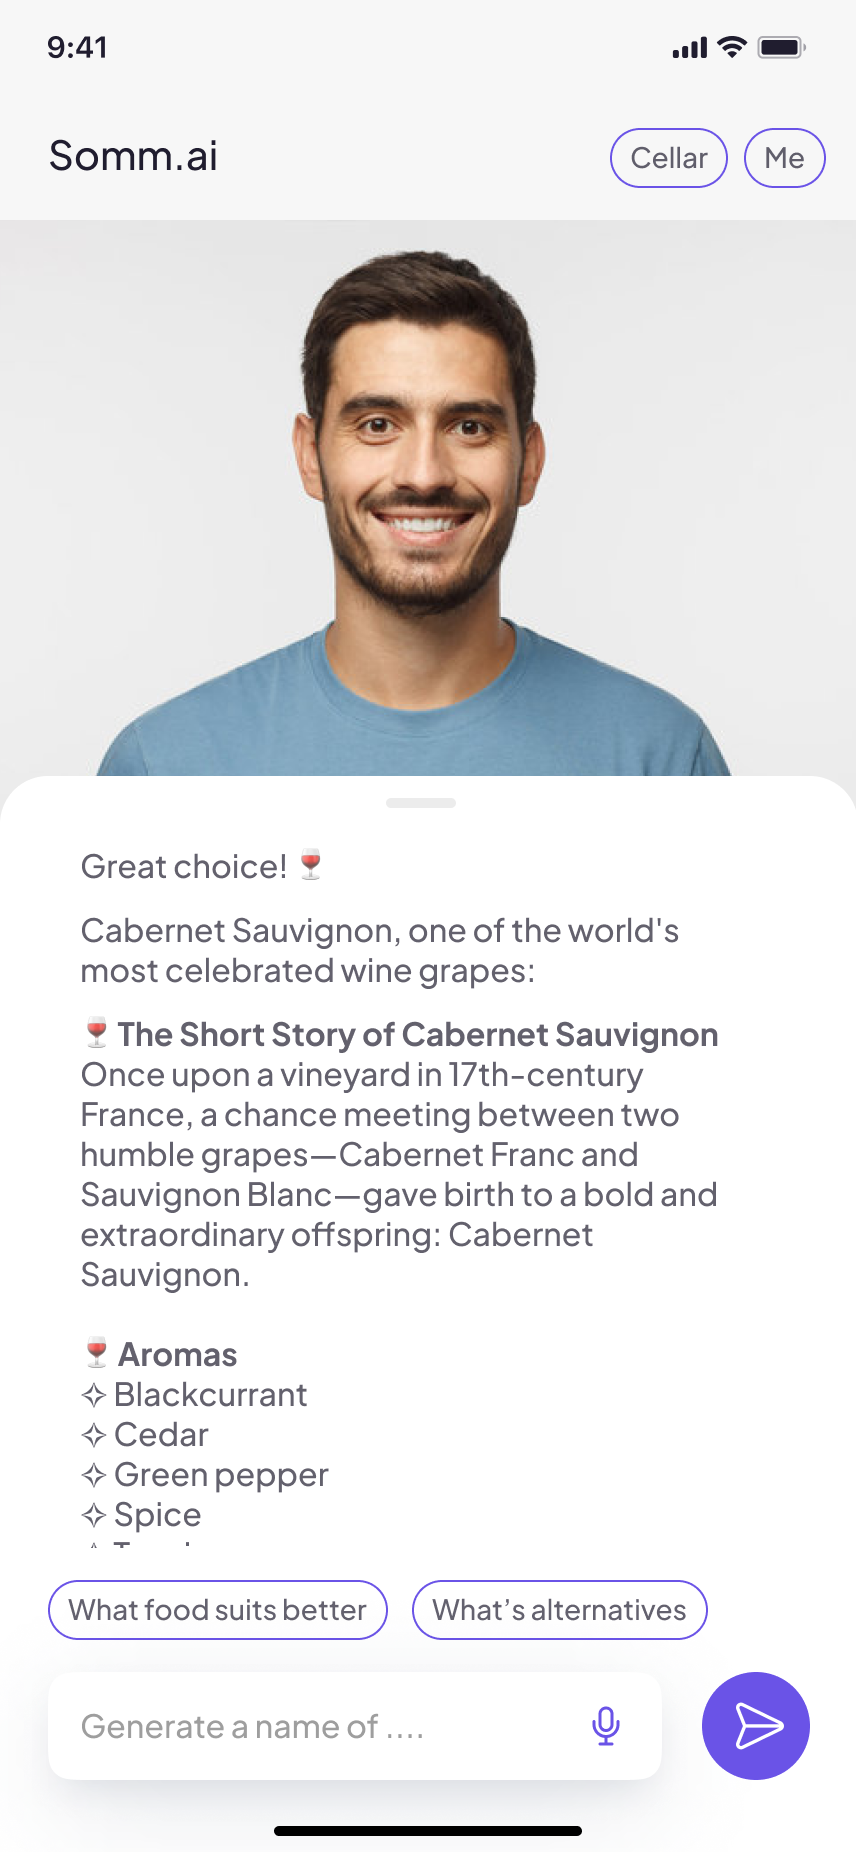 9:41
Somm.ai
Cellar
Me
Great choice! 🍷
Cabernet Sauvignon, one of the world's
most celebrated wine grapes:
🍷 The Short Story of Cabernet Sauvignon
Once upon a vineyard in 17th-century
France, a chance meeting between two
humble grapes—Cabernet Franc and
Sauvignon Blanc—gave birth to a bold and
extraordinary offspring: Cabernet
Sauvignon.
🍷 Aromas
✧ Blackcurrant
✧ Cedar
✧ Green pepper
✧ Spice
What food suits better
What’s alternatives
Generate a name of ....